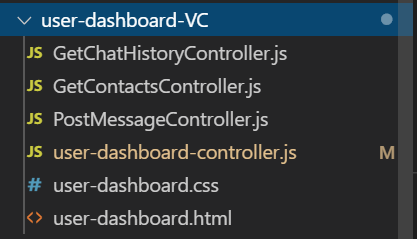 user-dashboard-VC
JS GetChatHistoryController.js
JS GetContactsController.js
JS PostMessageController.js
JS user-dashboard-controller.js M
# user-dashboard.css
<> user-dashboard.html